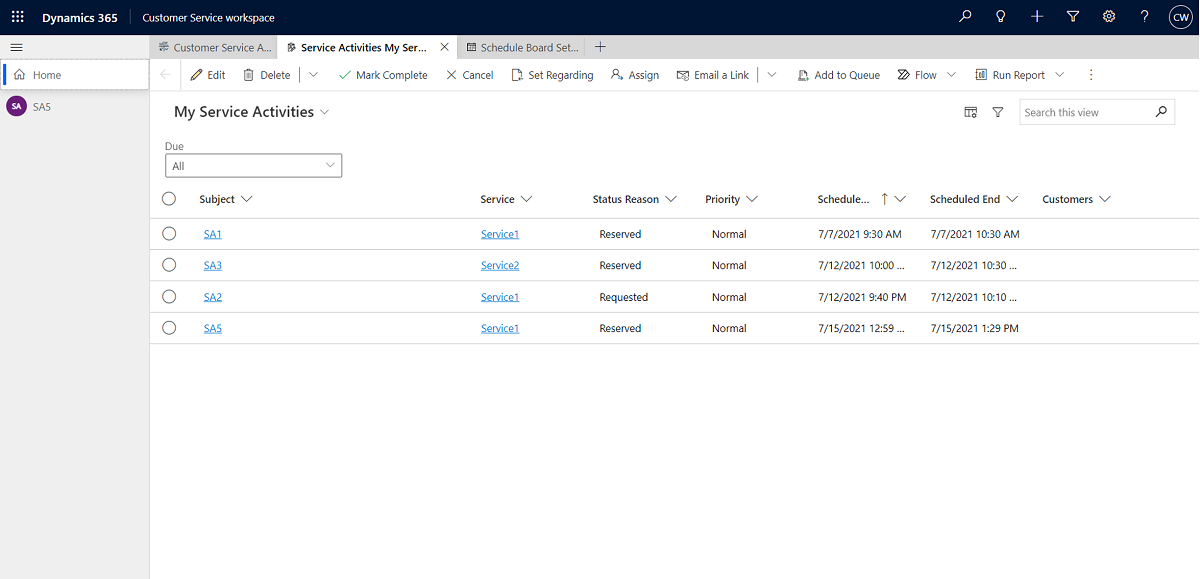 Dynamics 365 Customer Service workspace ? CW
Customer Service A... Service Activities My Ser... Schedule Board Set...
Home Edit Delete Mark Complete Cancel Set Regarding Assign Email a Link Add to Queue Flow Run Report
SA SA5
My Service Activities Search this view
Due
All
Subject Service Status Reason Priority Schedule... Scheduled End Customers
SA1 Service1 Reserved Normal 7/7/2021 9:30 AM 7/7/2021 10:30 AM
SA3 Service2 Reserved Normal 7/12/2021 10:00 ... 7/12/2021 10:30 ...
SA2 Service1 Requested Normal 7/12/2021 9:40 PM 7/12/2021 10:10 ...
SA5 Service1 Reserved Normal 7/15/2021 12:59 ... 7/15/2021 1:29 PM